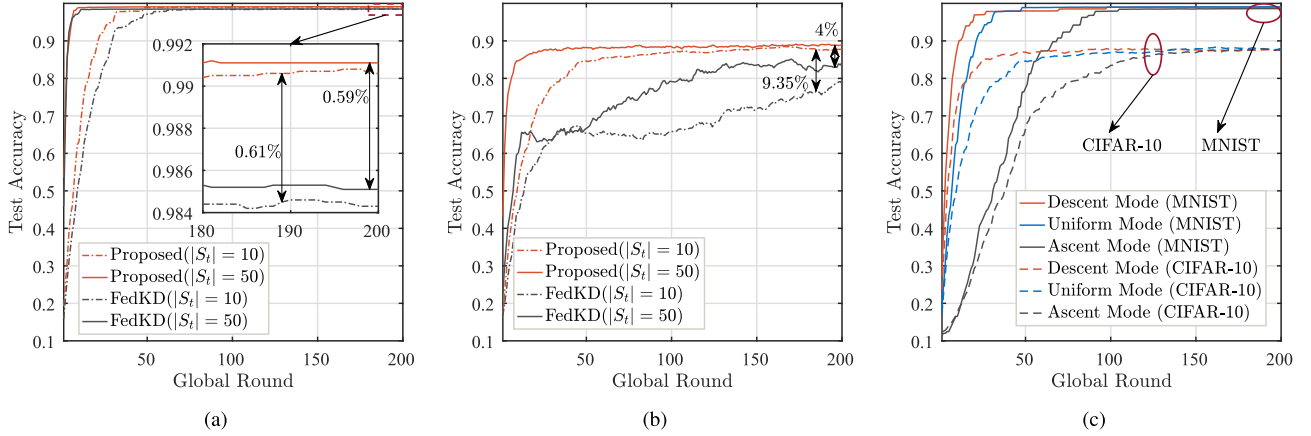 Test Accuracy
0.9
0.8
0.7
0.6
0.5
0.4
0.3
0.2
0.1
0.992
0.99
0.988
0.986
0.984
180
190
200
0.59%
0.61%
Proposed(|S_t| = 10)
Proposed(|S_t| = 50)
FedKD(|S_t| = 10)
FedKD(|S_t| = 50)
50
100
150
200
Global Round
(a)
Test Accuracy
0.9
0.8
0.7
0.6
0.5
0.4
0.3
0.2
0.1
4%
9.35%
Proposed(|S_t| = 10)
Proposed(|S_t| = 50)
FedKD(|S_t| = 10)
FedKD(|S_t| = 50)
50
100
150
200
Global Round
(b)
Test Accuracy
0.9
0.8
0.7
0.6
0.5
0.4
0.3
0.2
0.1
CIFAR-10
MNIST
Descent Mode (MNIST)
Uniform Mode (MNIST)
Ascent Mode (MNIST)
Descent Mode (CIFAR-10)
Uniform Mode (CIFAR-10)
Ascent Mode (CIFAR-10)
50
100
150
200
Global Round
(c)